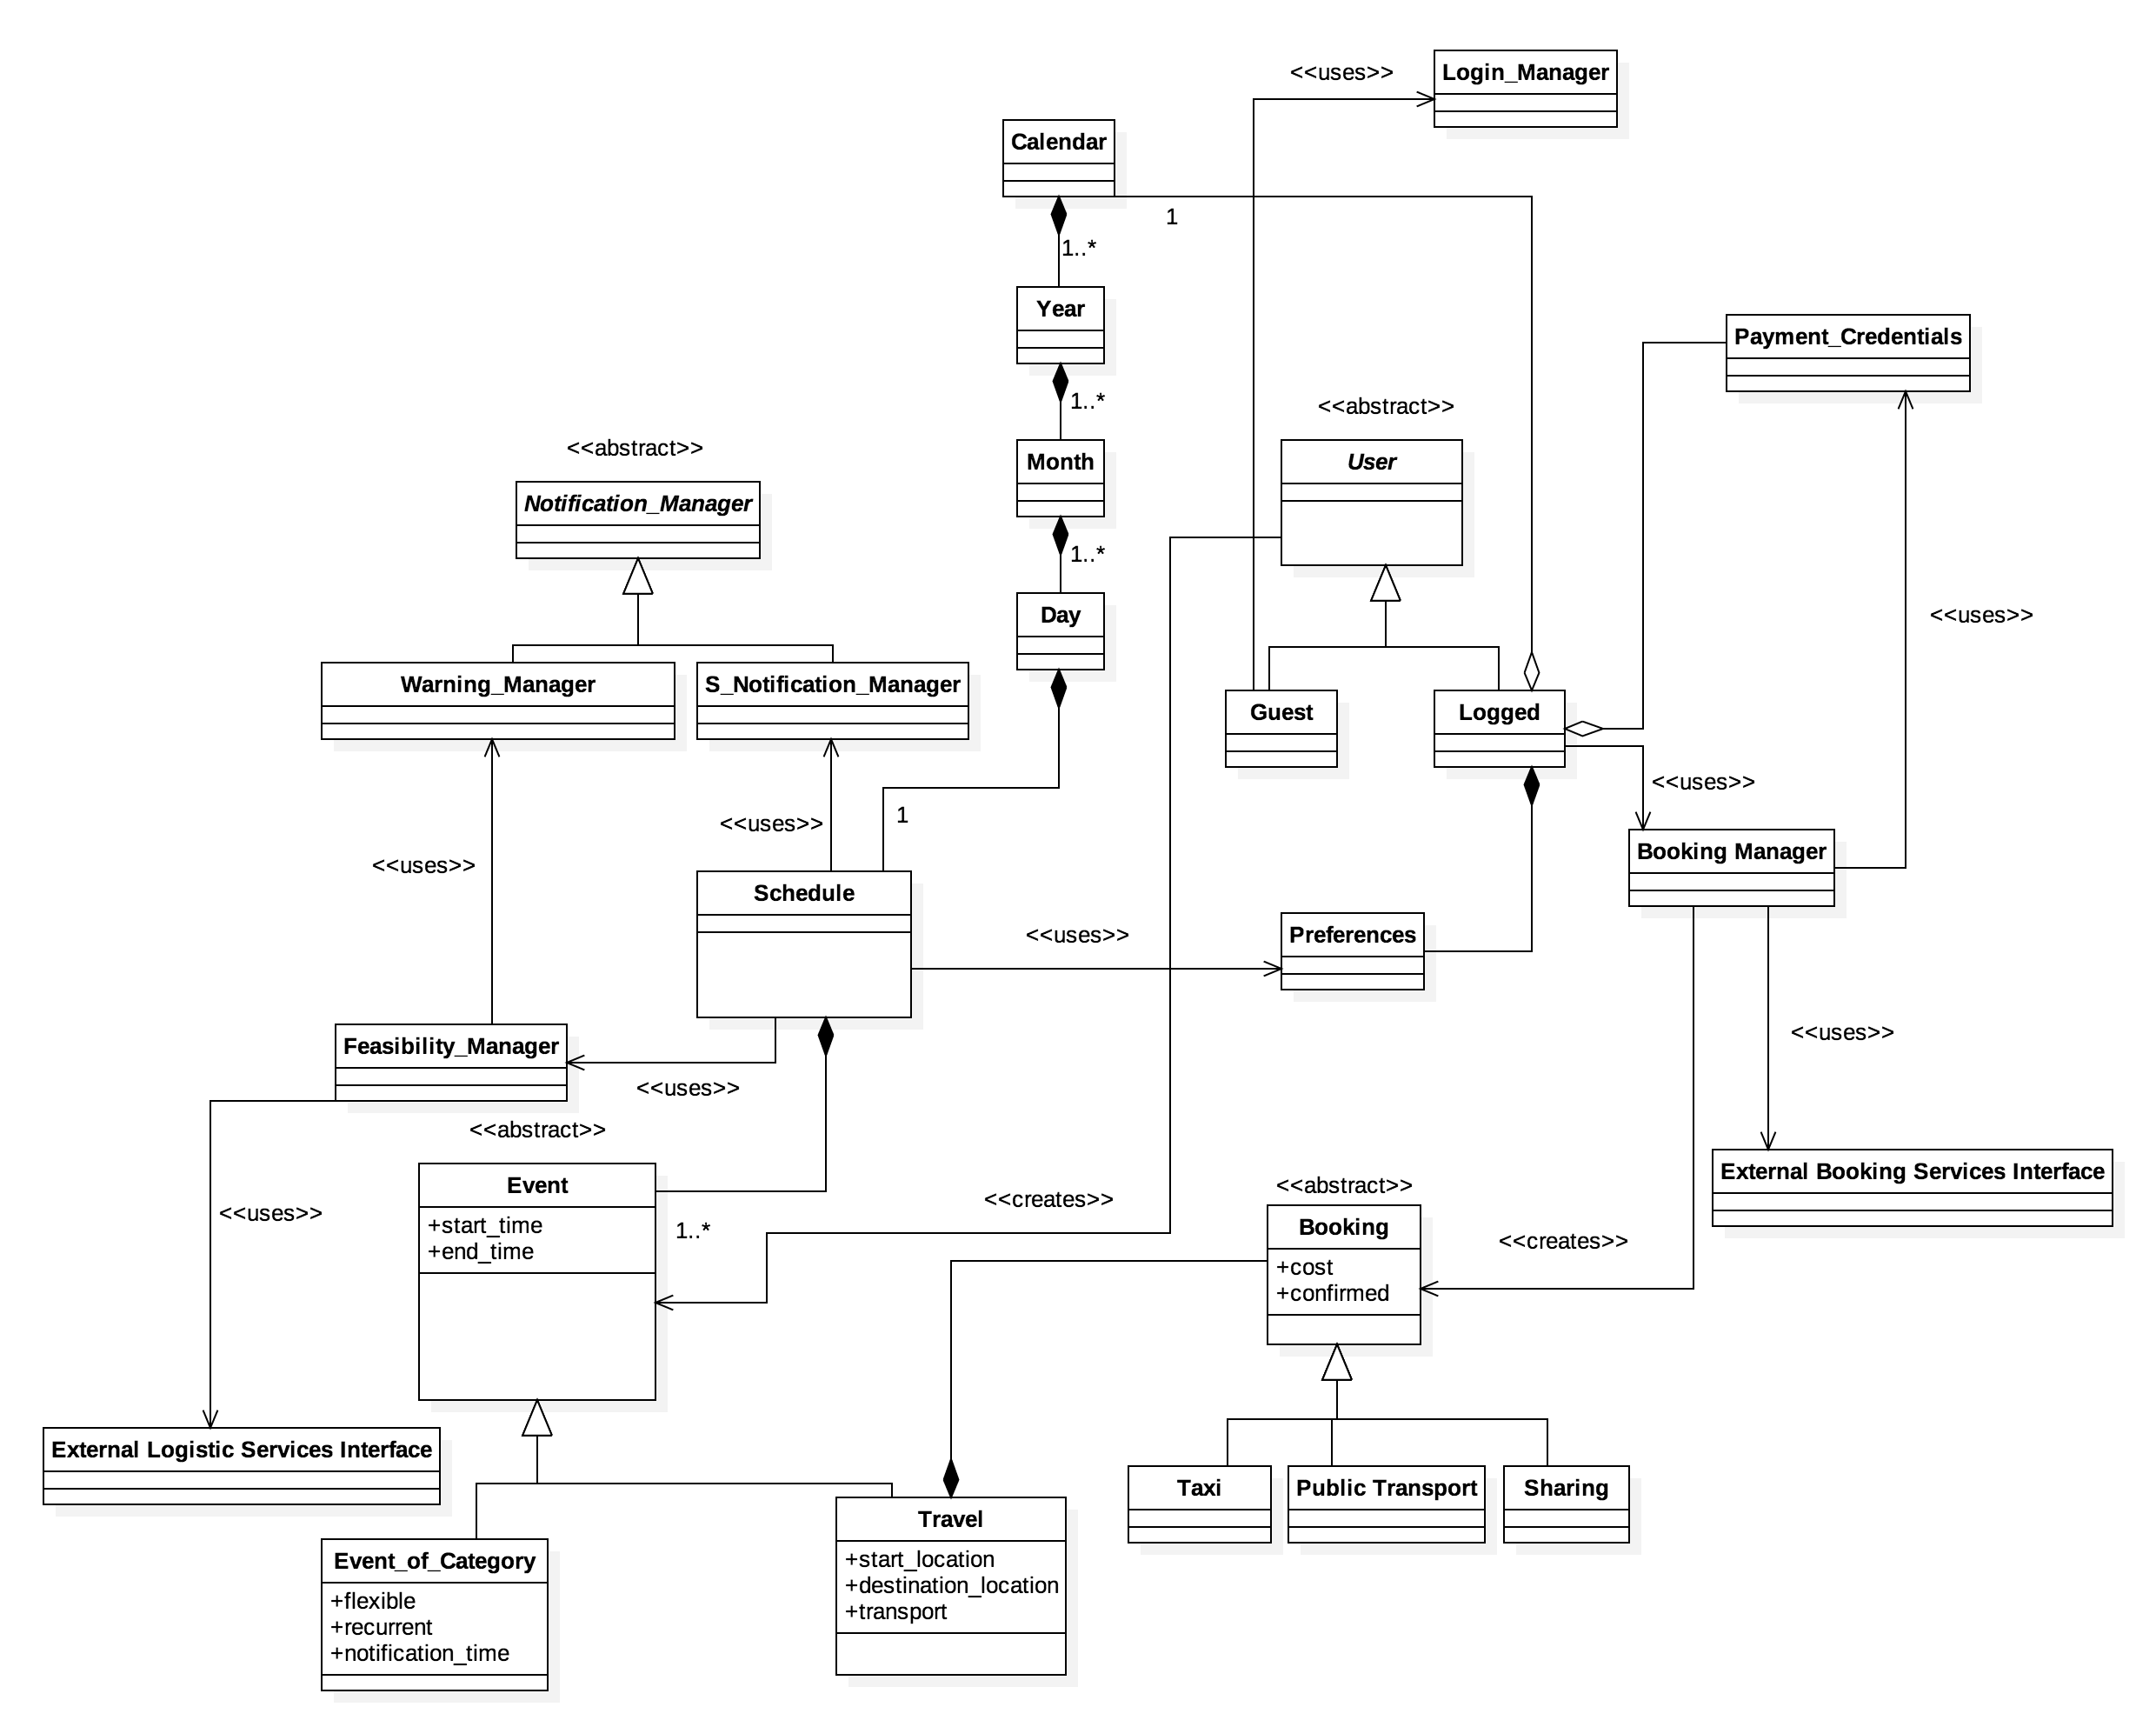 <<uses>>
Login_Manager
Calendar
1
1..*
Year
Payment_Credentials
1..*
<<abstract>>
<<abstract>>
Month
User
Notification_Manager
1..*
Day
<<uses>>
Warning_Manager
S_Notification_Manager
Guest
Logged
<<uses>>
1
<<uses>>
Booking Manager
<<uses>>
Schedule
<<uses>>
Preferences
<<uses>>
Feasibility_Manager
<<uses>>
<<abstract>>
External Booking Services Interface
Event
<<abstract>>
<<creates>>
<<uses>>
+start_time
1..*
Booking
<<creates>>
+end_time
+cost
+confirmed
External Logistic Services Interface
Taxi
Public Transport
Sharing
Travel
Event_of_Category
+start_location
+destination_location
+transport
+flexible
+recurrent
+notification_time